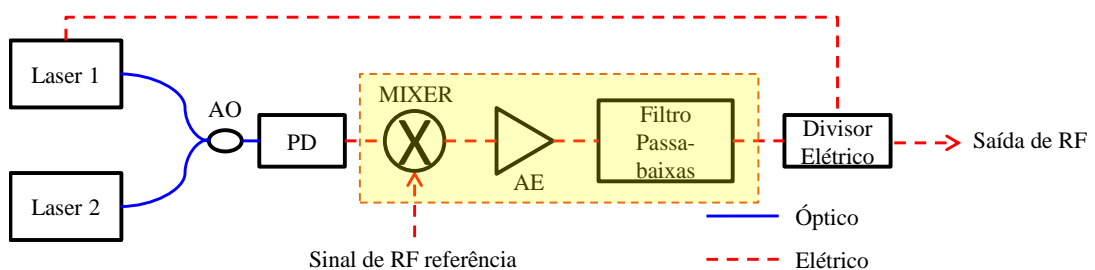 Laser 1
Laser 2
AO
PD
MIXER
X
AE
Filtro
Passa-
baixas
Divisor
Elétrico
Saída de RF
Sinal de RF referência
Óptico
Elétrico